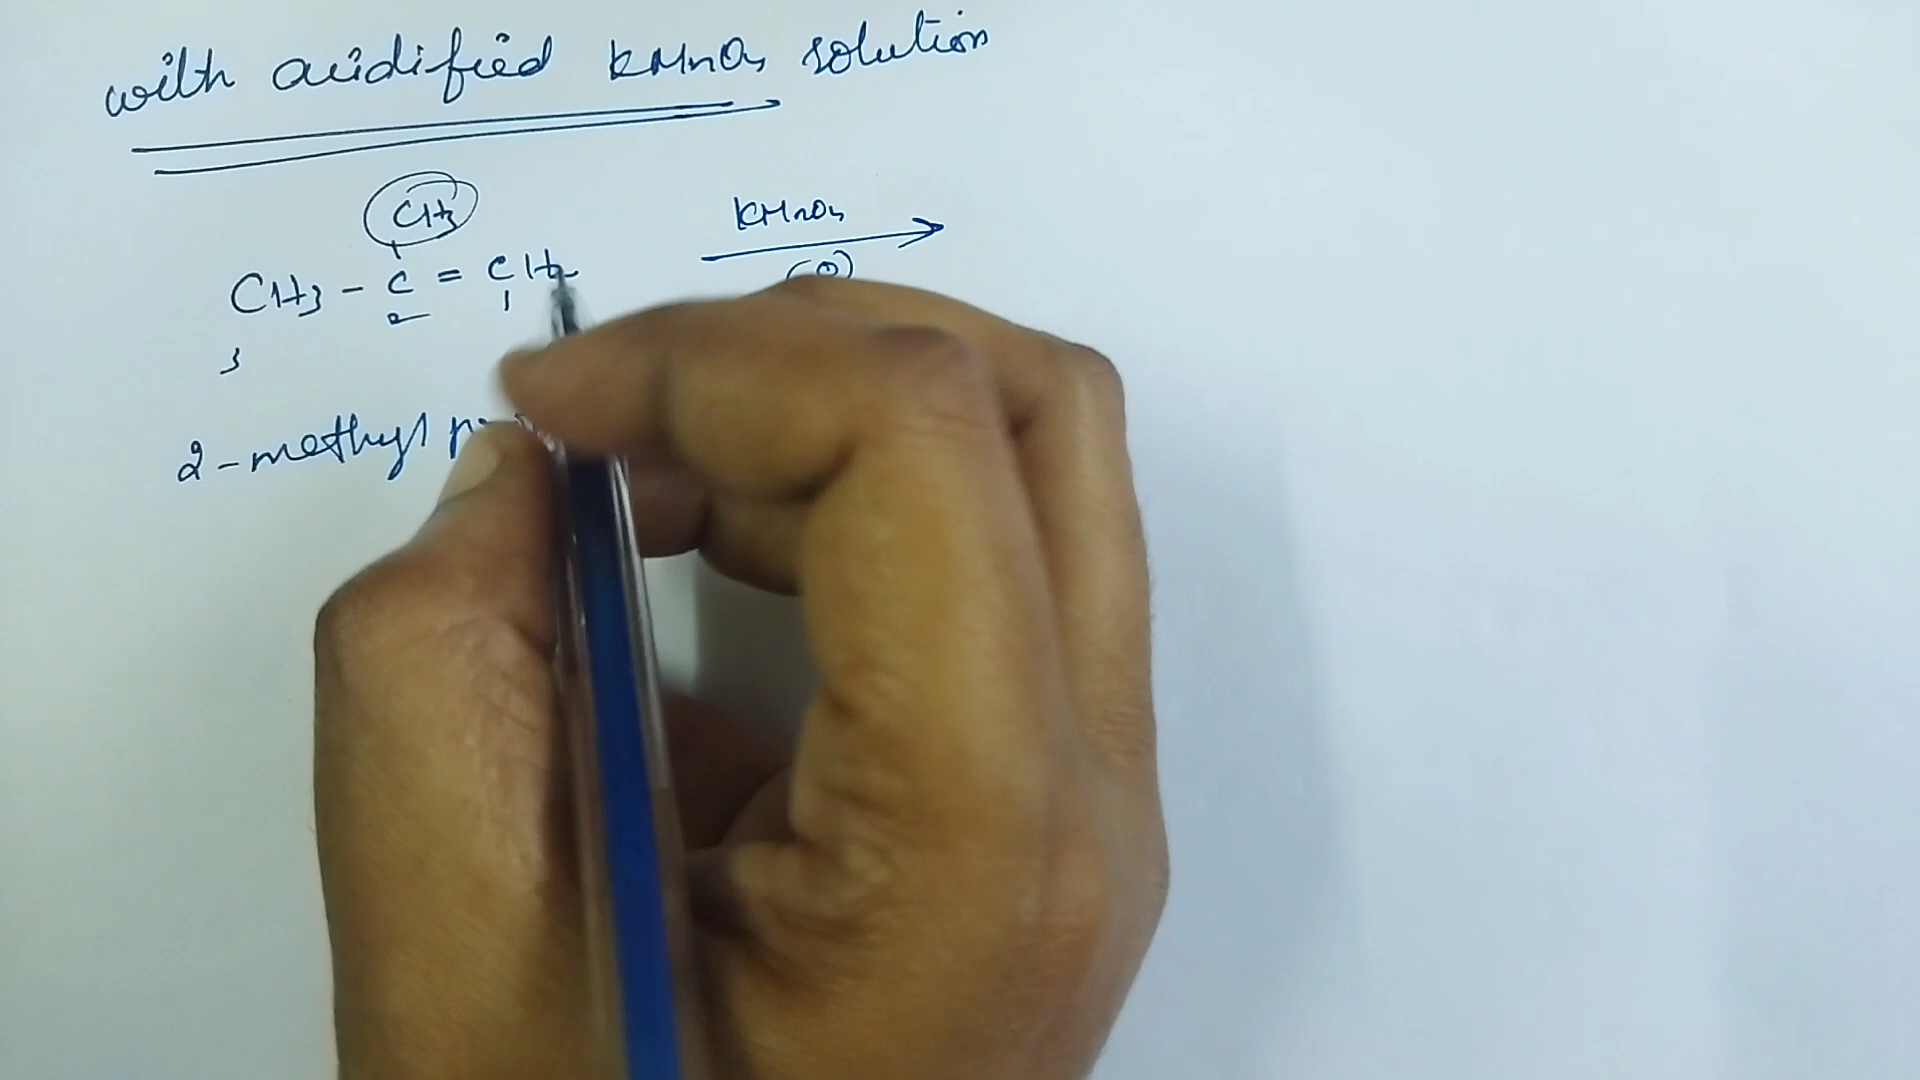 with acidified KMnO4 solution
CH3
KMnO4
CH3 - C = CH2
(O)
2 1
3
2-methyl